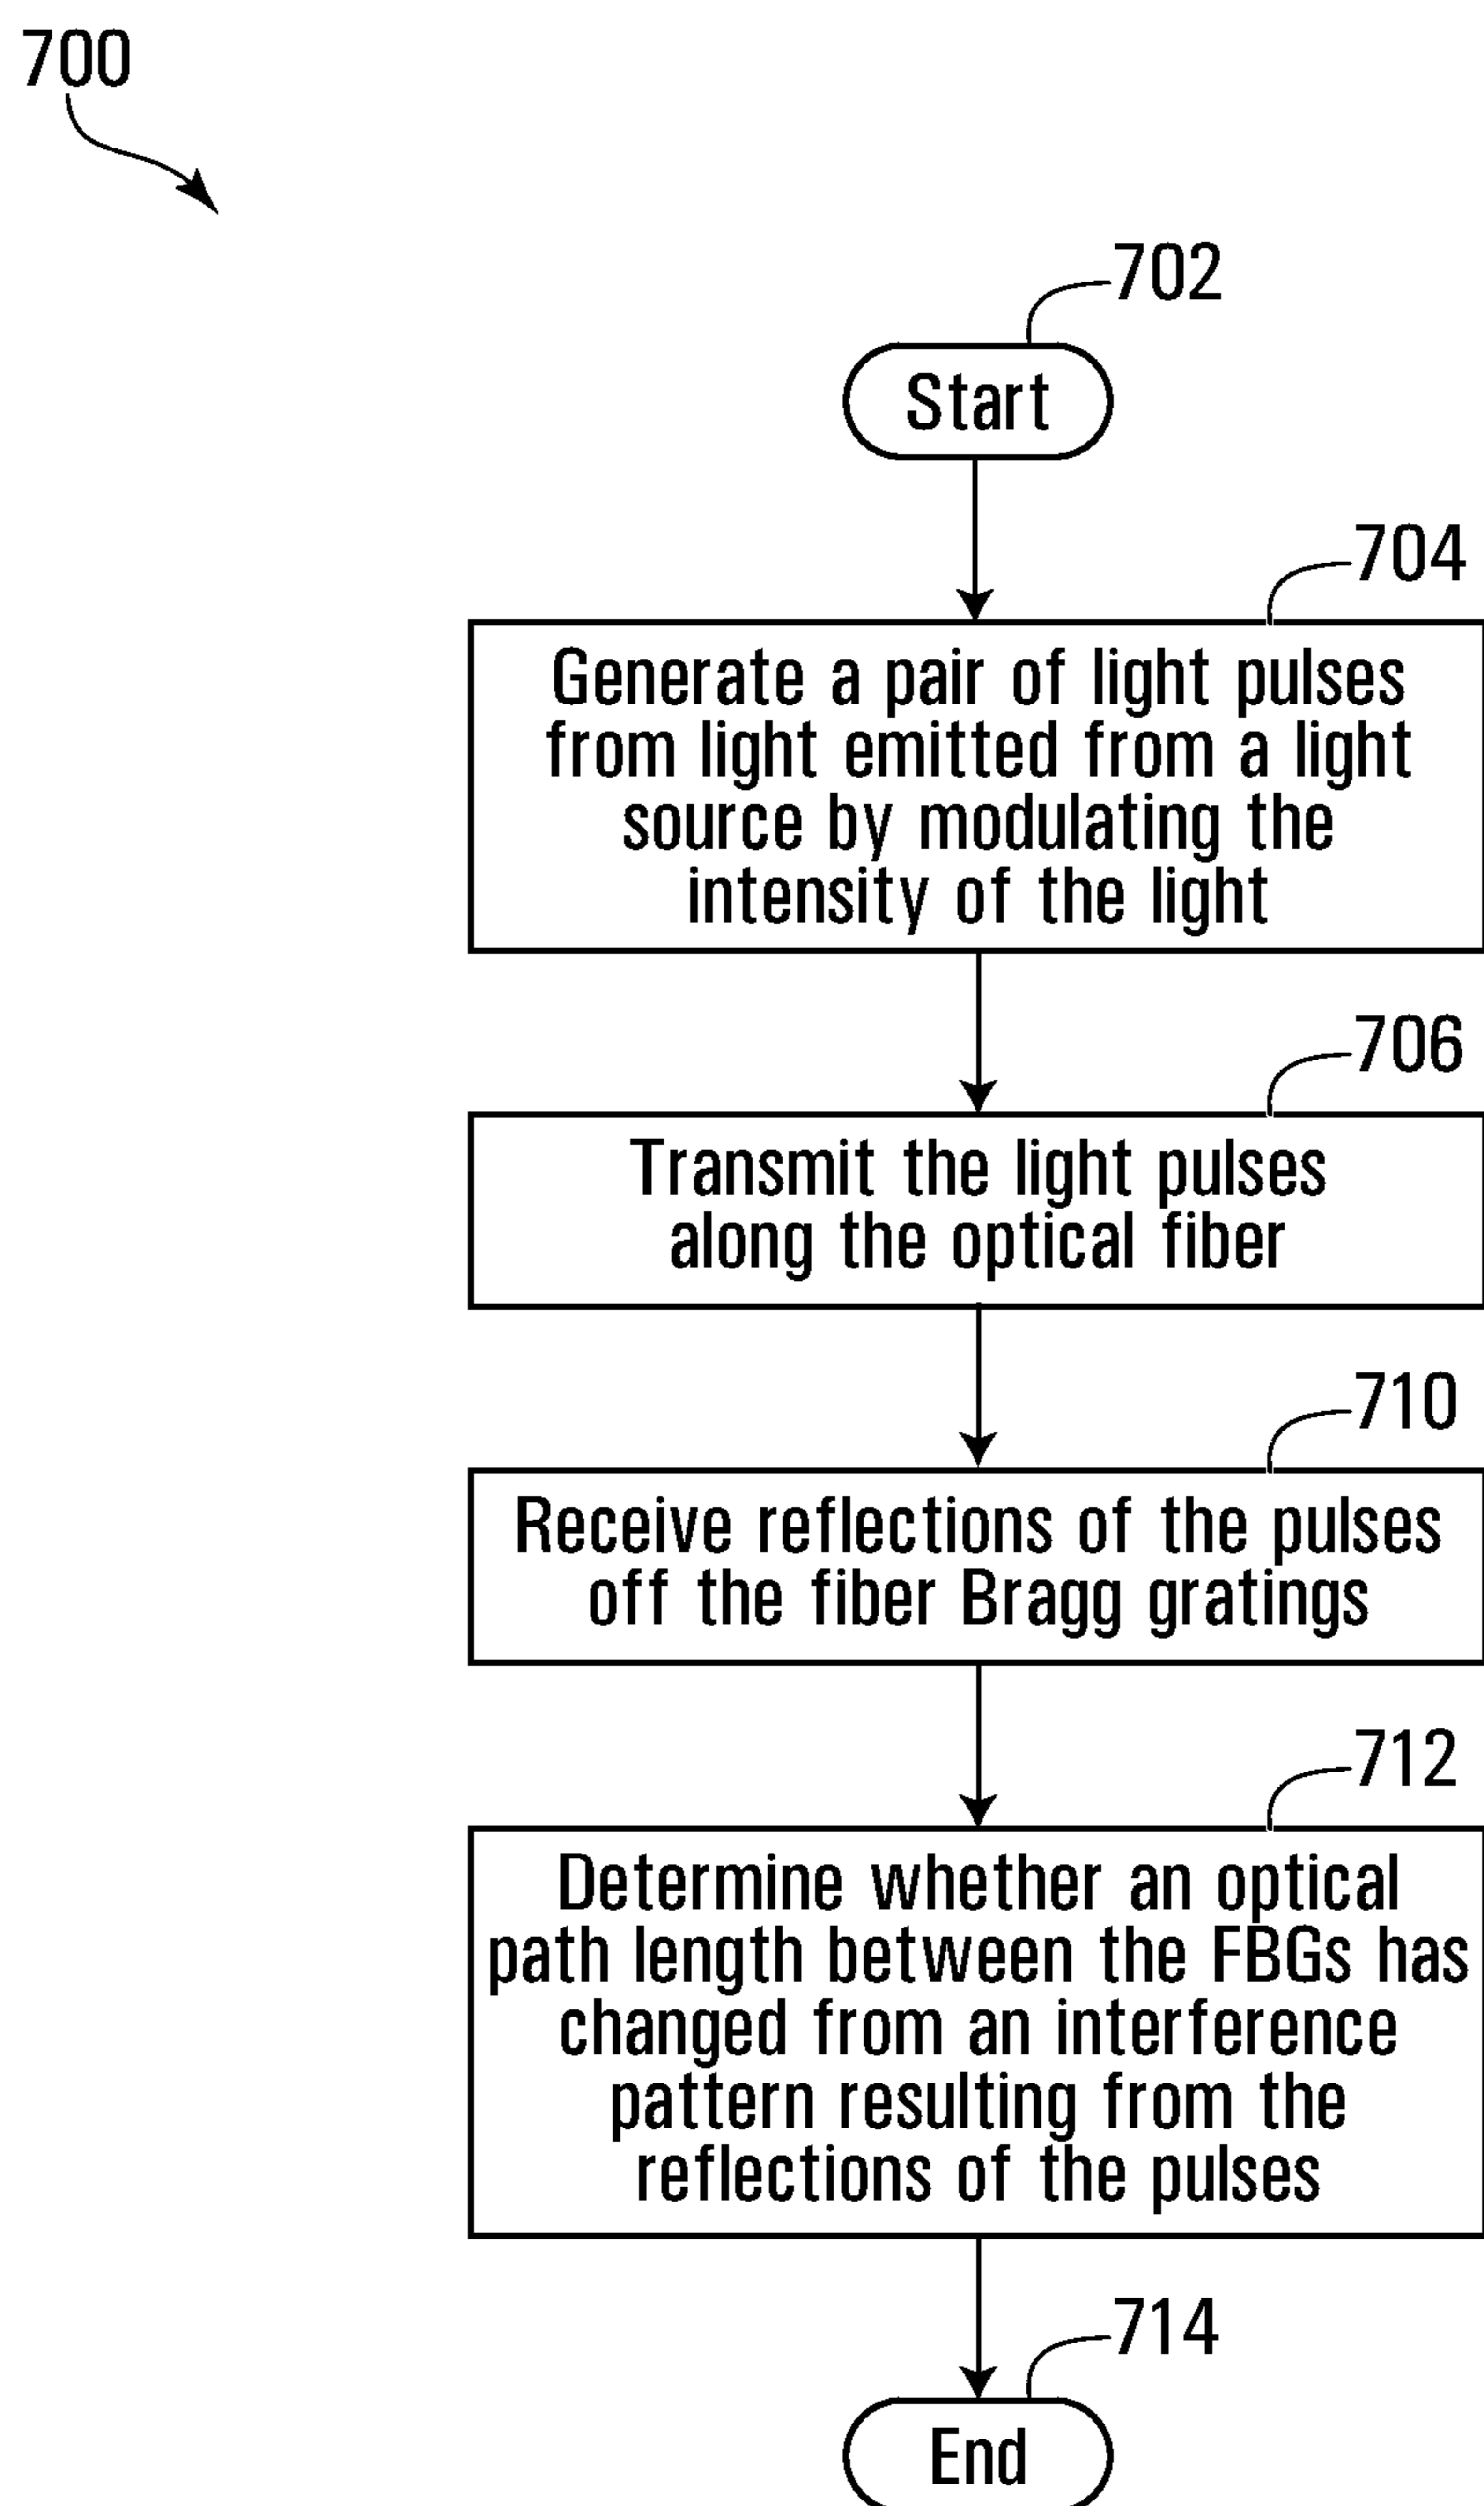 700
702
Start
704
Generate a pair of light pulses
from light emitted from a light
source by modulating the
intensity of the light
706
Transmit the light pulses
along the optical fiber
710
Receive reflections of the pulses
off the fiber Bragg gratings
712
Determine whether an optical
path length between the FBGs has
changed from an interference
pattern resulting from the
reflections of the pulses
714
End